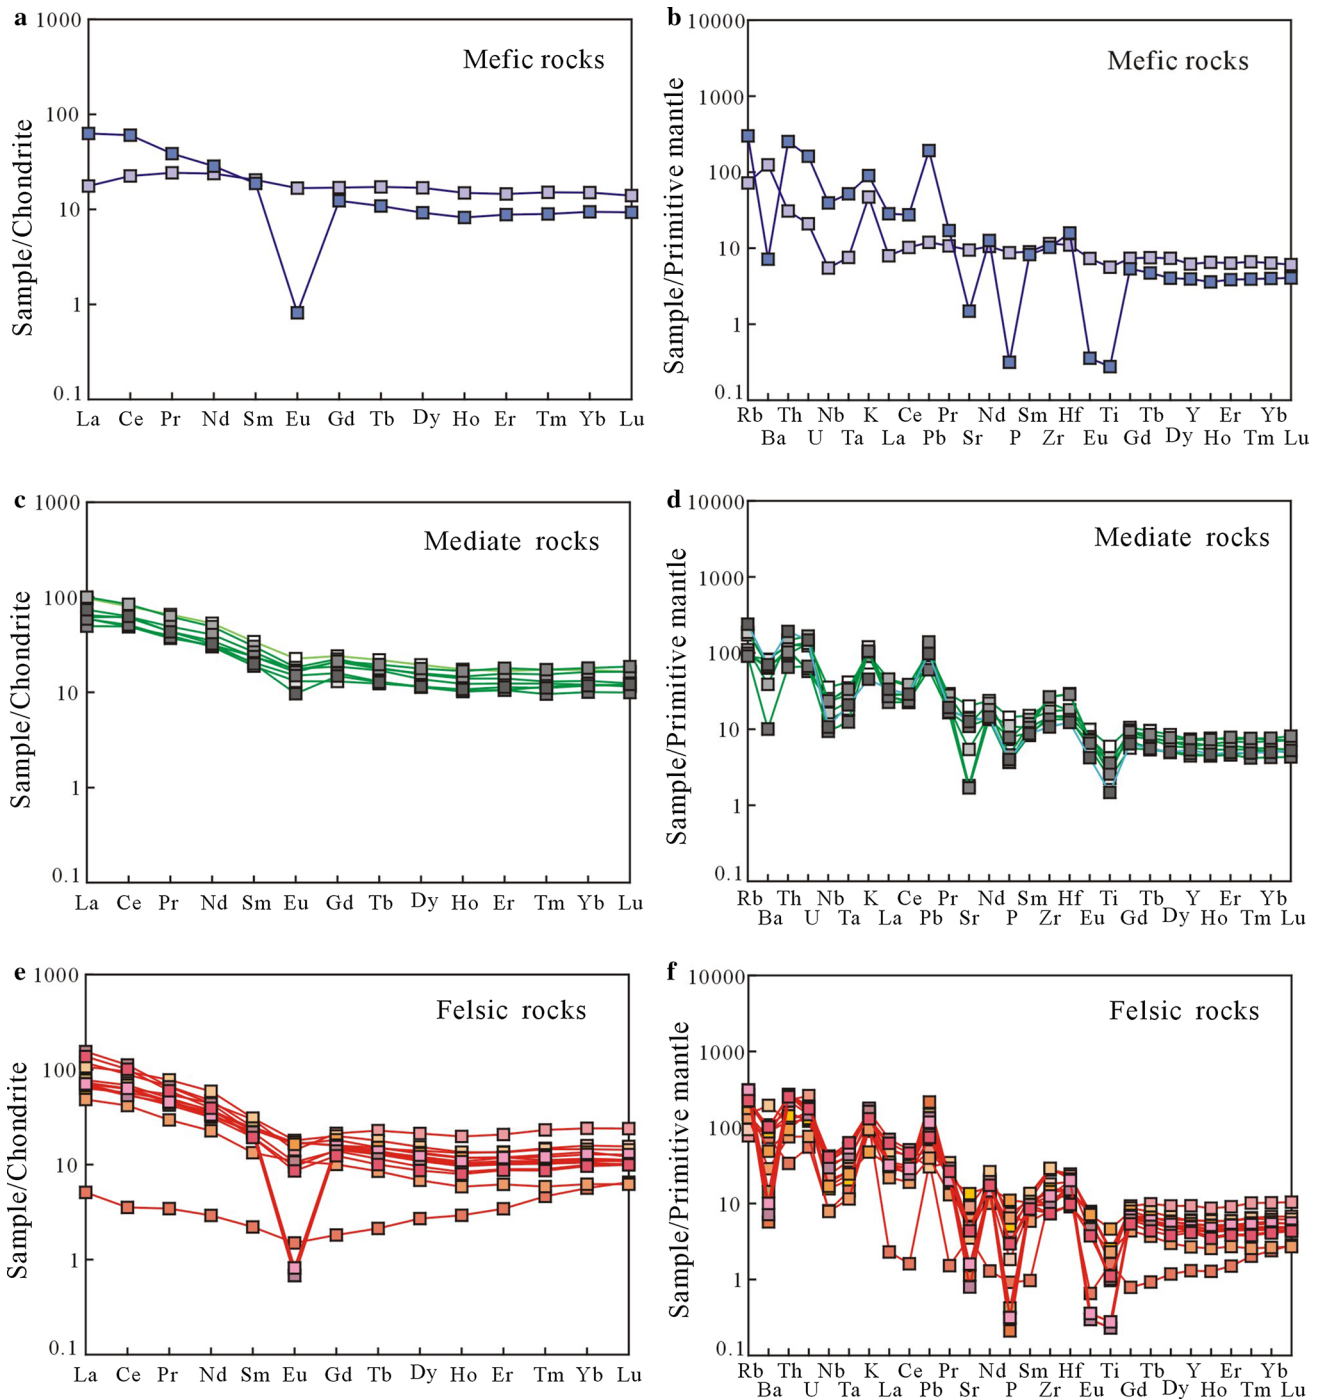 a
1000
100
10
1
0.1
Sample/Chondrite
Mefic rocks
La Ce Pr Nd Sm Eu Gd Tb Dy Ho Er Tm Yb Lu
b
10000
1000
100
10
1
0.1
Sample/Primitive mantle
Mefic rocks
Rb Th Nb K Ce Pr Nd Sm Hf Ti Tb Y Er Yb
Ba U Ta La Pb Sr P Zr Eu Gd Dy Ho Tm Lu
c
1000
100
10
1
0.1
Sample/Chondrite
Mediate rocks
La Ce Pr Nd Sm Eu Gd Tb Dy Ho Er Tm Yb Lu
d
10000
1000
100
10
1
0.1
Sample/Primitive mantle
Mediate rocks
Rb Th Nb K Ce Pr Nd Sm Hf Ti Tb Y Er Yb
Ba U Ta La Pb Sr P Zr Eu Gd Dy Ho Tm Lu
e
1000
100
10
1
0.1
Sample/Chondrite
Felsic rocks
La Ce Pr Nd Sm Eu Gd Tb Dy Ho Er Tm Yb Lu
f
10000
1000
100
10
1
0.1
Sample/Primitive mantle
Felsic rocks
Rb Th Nb K Ce Pr Nd Sm Hf Ti Tb Y Er Yb
Ba U Ta La Pb Sr P Zr Eu Gd Dy Ho Tm Lu